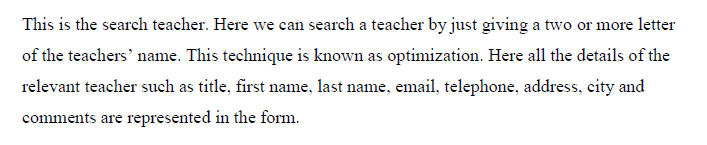 This is the search teacher. Here we can search a teacher by just giving a two or more letter
of the teachers’ name. This technique is known as optimization. Here all the details of the
relevant teacher such as title, first name, last name, email, telephone, address, city and
comments are represented in the form.